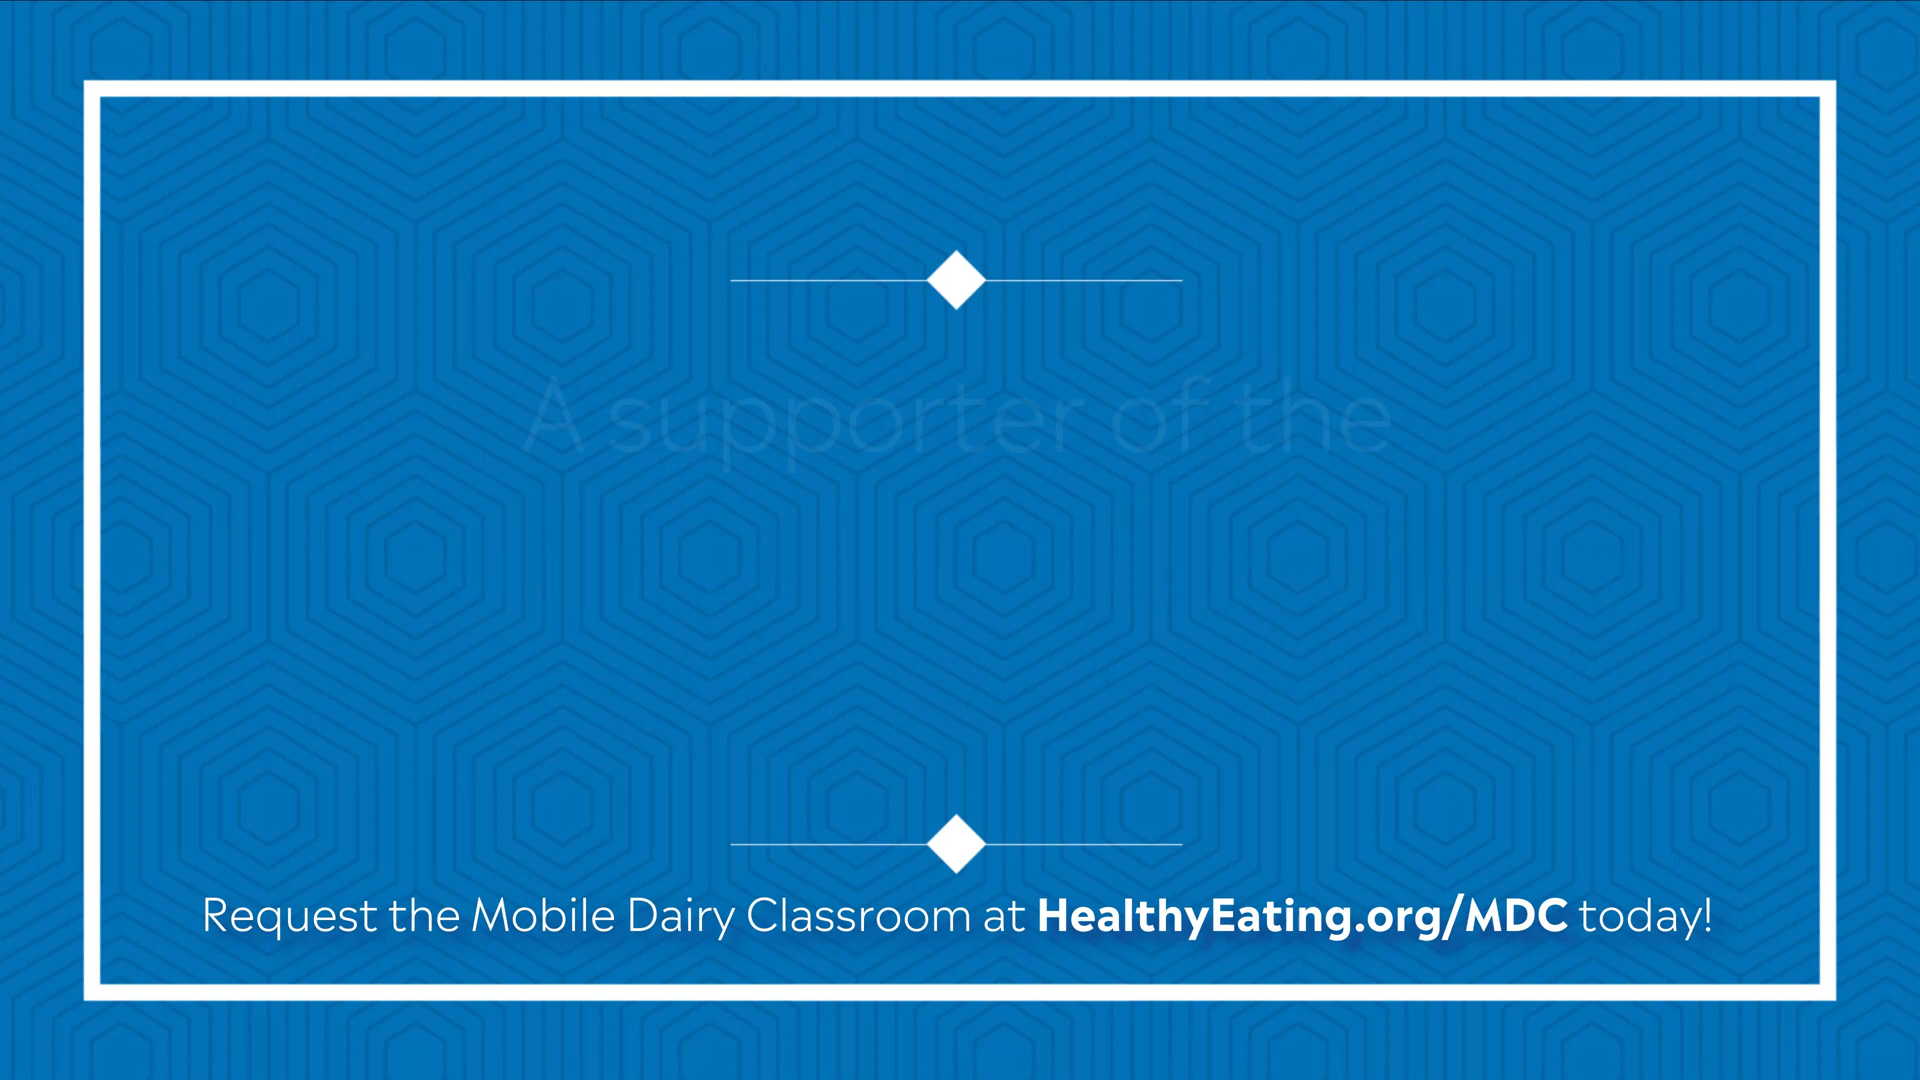 A supporter of the
Request the Mobile Dairy Classroom at HealthyEating.org/MDC today!